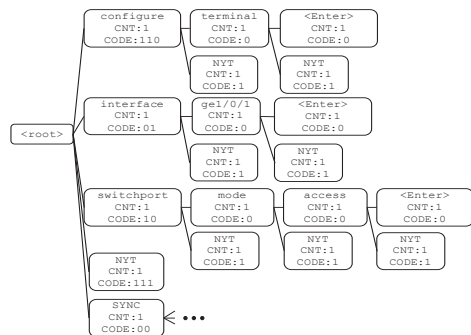 configure
CNT:1
CODE:110
terminal
CNT:1
CODE:0
<Enter>
CNT:1
CODE:0
NYT
CNT:1
CODE:1
NYT
CNT:1
CODE:1
<root>
interface
CNT:1
CODE:01
ge1/0/1
CNT:1
CODE:0
<Enter>
CNT:1
CODE:0
NYT
CNT:1
CODE:1
NYT
CNT:1
CODE:1
switchport
CNT:1
CODE:10
mode
CNT:1
CODE:0
access
CNT:1
CODE:0
<Enter>
CNT:1
CODE:0
NYT
CNT:1
CODE:1
NYT
CNT:1
CODE:1
NYT
CNT:1
CODE:1
NYT
CNT:1
CODE:111
SYNC
CNT:1
CODE:00